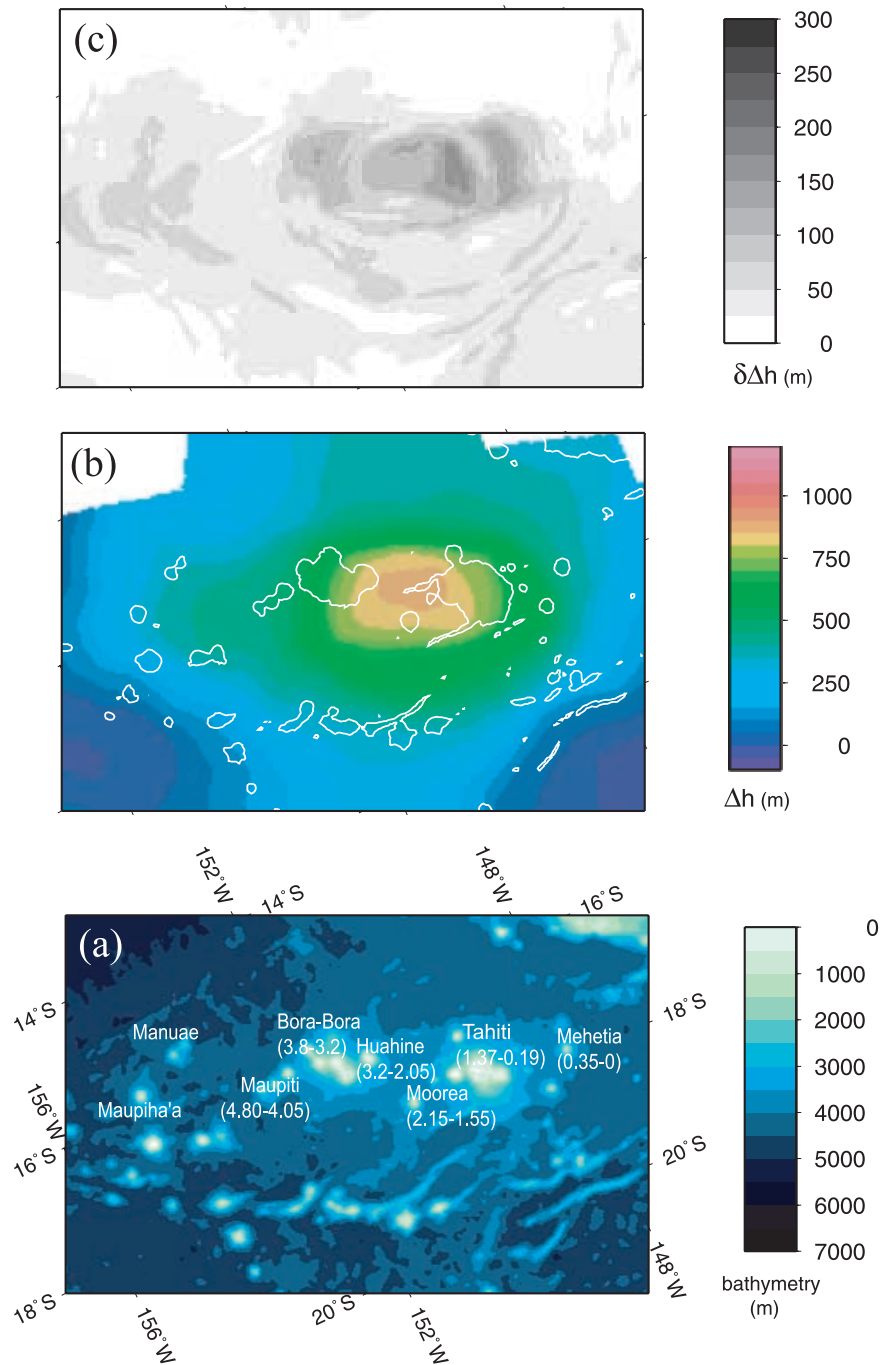 (c)
300
250
200
150
100
50
0
δΔh (m)
(b)
1000
750
500
250
0
Δh (m)
152°W
14°S
148°W
16°S
(a)
0
1000
2000
3000
4000
5000
6000
7000
bathymetry
(m)
14°S
18°S
Manuae
Bora-Bora
(3.8-3.2)
Huahine
(3.2-2.05)
Tahiti
(1.37-0.19)
Mehetia
(0.35-0)
Maupiti
(4.80-4.05)
Moorea
(2.15-1.55)
Maupiha'a
156°W
16°S
20°S
148°W
18°S
156°W
20°S
152°W